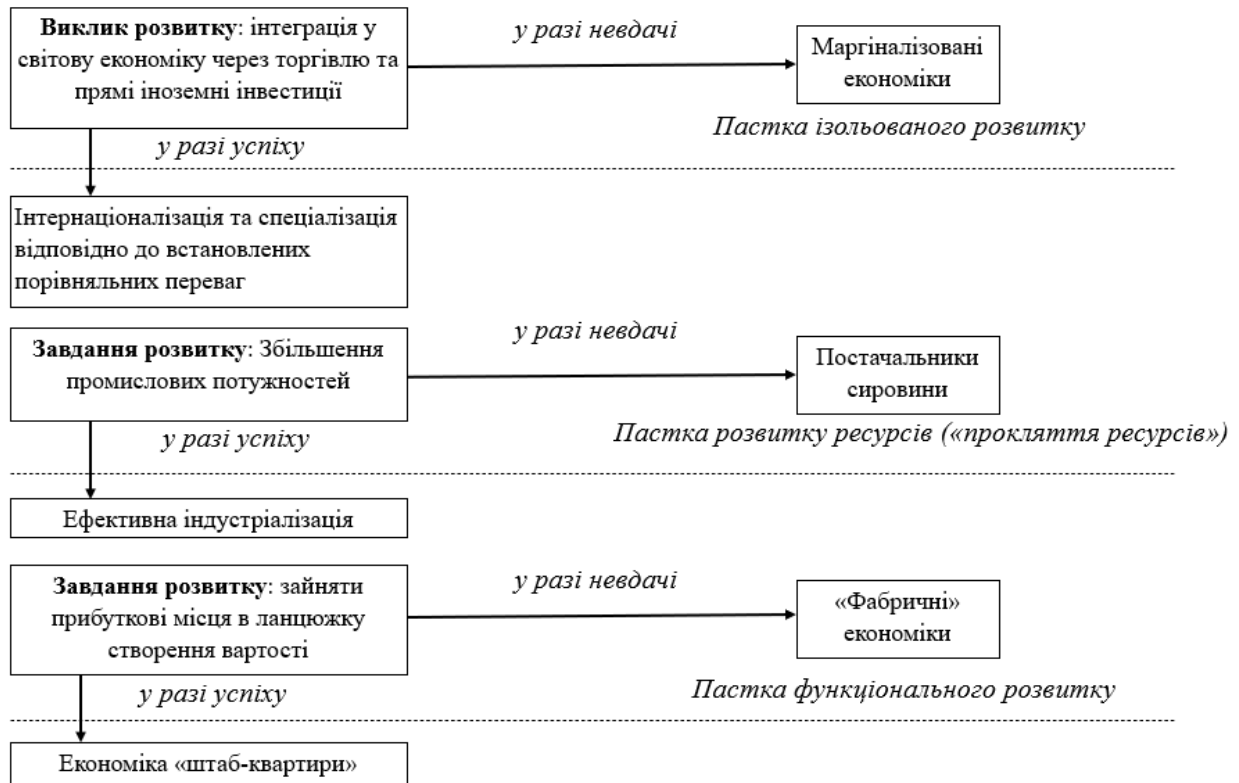 Виклик розвитку: інтеграція у
світову економіку через торгівлю та
прямі іноземні інвестиції
у разі невдачі
Маргіналізовані
економіки
Пастка ізольованого розвитку
у разі успіху
Інтернаціоналізація та спеціалізація
відповідно до встановлених
порівняльних переваг
Завдання розвитку: Збільшення
промислових потужностей
у разі невдачі
Постачальники
сировини
Пастка розвитку ресурсів («прокляття ресурсів»)
у разі успіху
Ефективна індустріалізація
Завдання розвитку: зайняти
прибуткові місця в ланцюжку
створення вартості
у разі невдачі
«Фабричні»
економіки
Пастка функціонального розвитку
у разі успіху
Економіка «штаб-квартири»